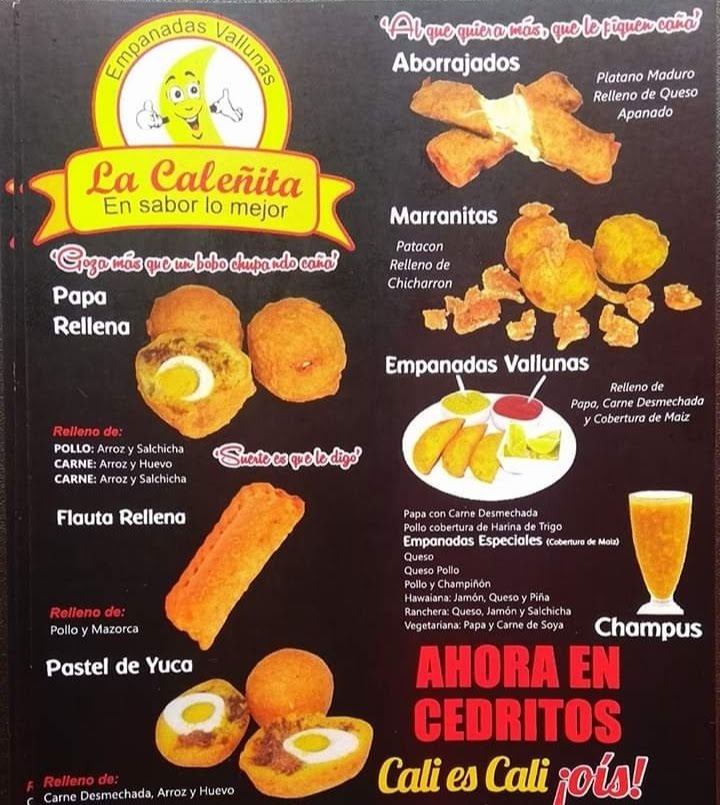 Empanadas Vallunas
La Caleñita
En sabor lo mejor
'Goza más que un bobo chupando caña'
Papa
Rellena
Relleno de:
POLLO: Arroz y Salchicha
CARNE: Arroz y Huevo
CARNE: Arroz y Salchicha
'Suerte es que le digo'
Flauta Rellena
Relleno de:
Pollo y Mazorca
Pastel de Yuca
Relleno de:
Carne Desmechada, Arroz y Huevo
'Al que quiera más, que le piquen caña'
Aborrajados
Platano Maduro
Relleno de Queso
Apanado
Marranitas
Patacon
Relleno de
Chicharron
Empanadas Vallunas
Relleno de
Papa, Carne Desmechada
y Cobertura de Maiz
Papa con Carne Desmechada
Pollo cobertura de Harina de Trigo
Empanadas Especiales (Cobertura de Maiz)
Queso
Queso Pollo
Pollo y Champiñón
Hawaiana: Jamón, Queso y Piña
Ranchera: Queso, Jamón y Salchicha
Vegetariana: Papa y Carne de Soya
Champus
AHORA EN
CEDRITOS
Cali es Cali ¡oís!